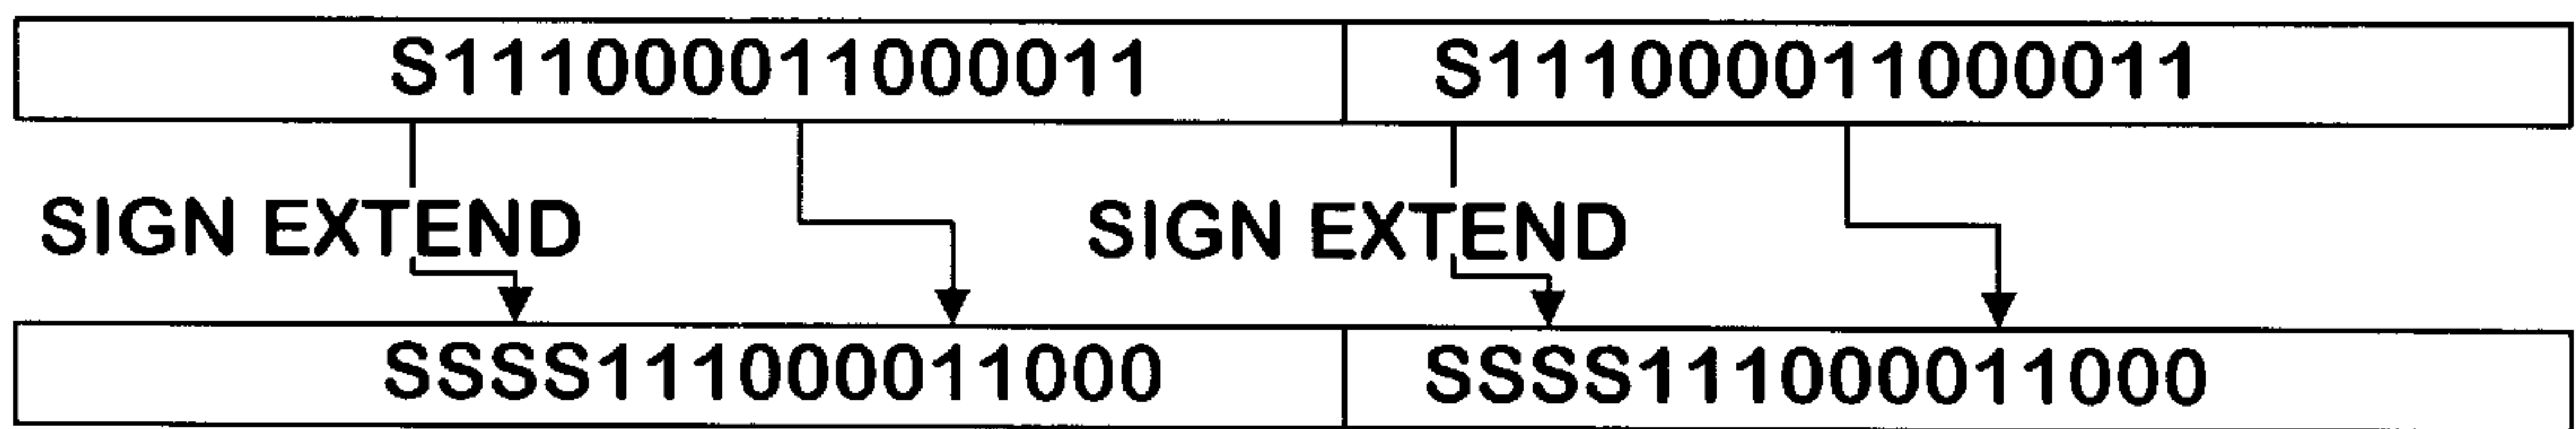 S111000011000011 S111000011000011
SIGN EXTEND SIGN EXTEND
SSSS111000011000 SSSS111000011000